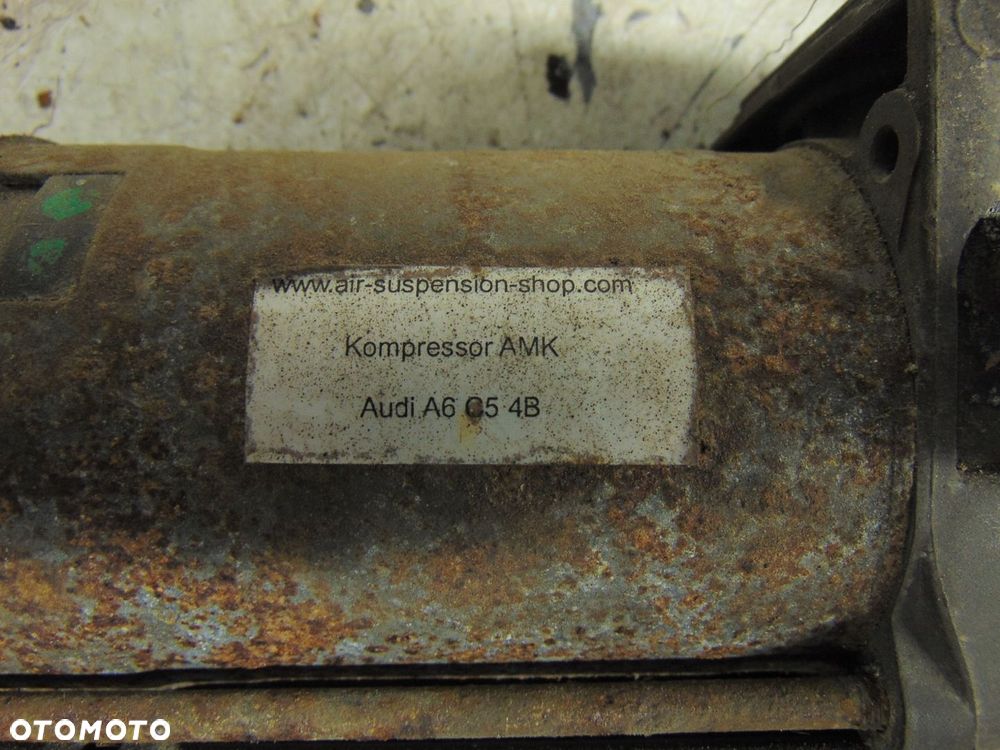 www.air-suspension-shop.com
Kompressor AMK
Audi A6 C5 4B
OTOMOTO